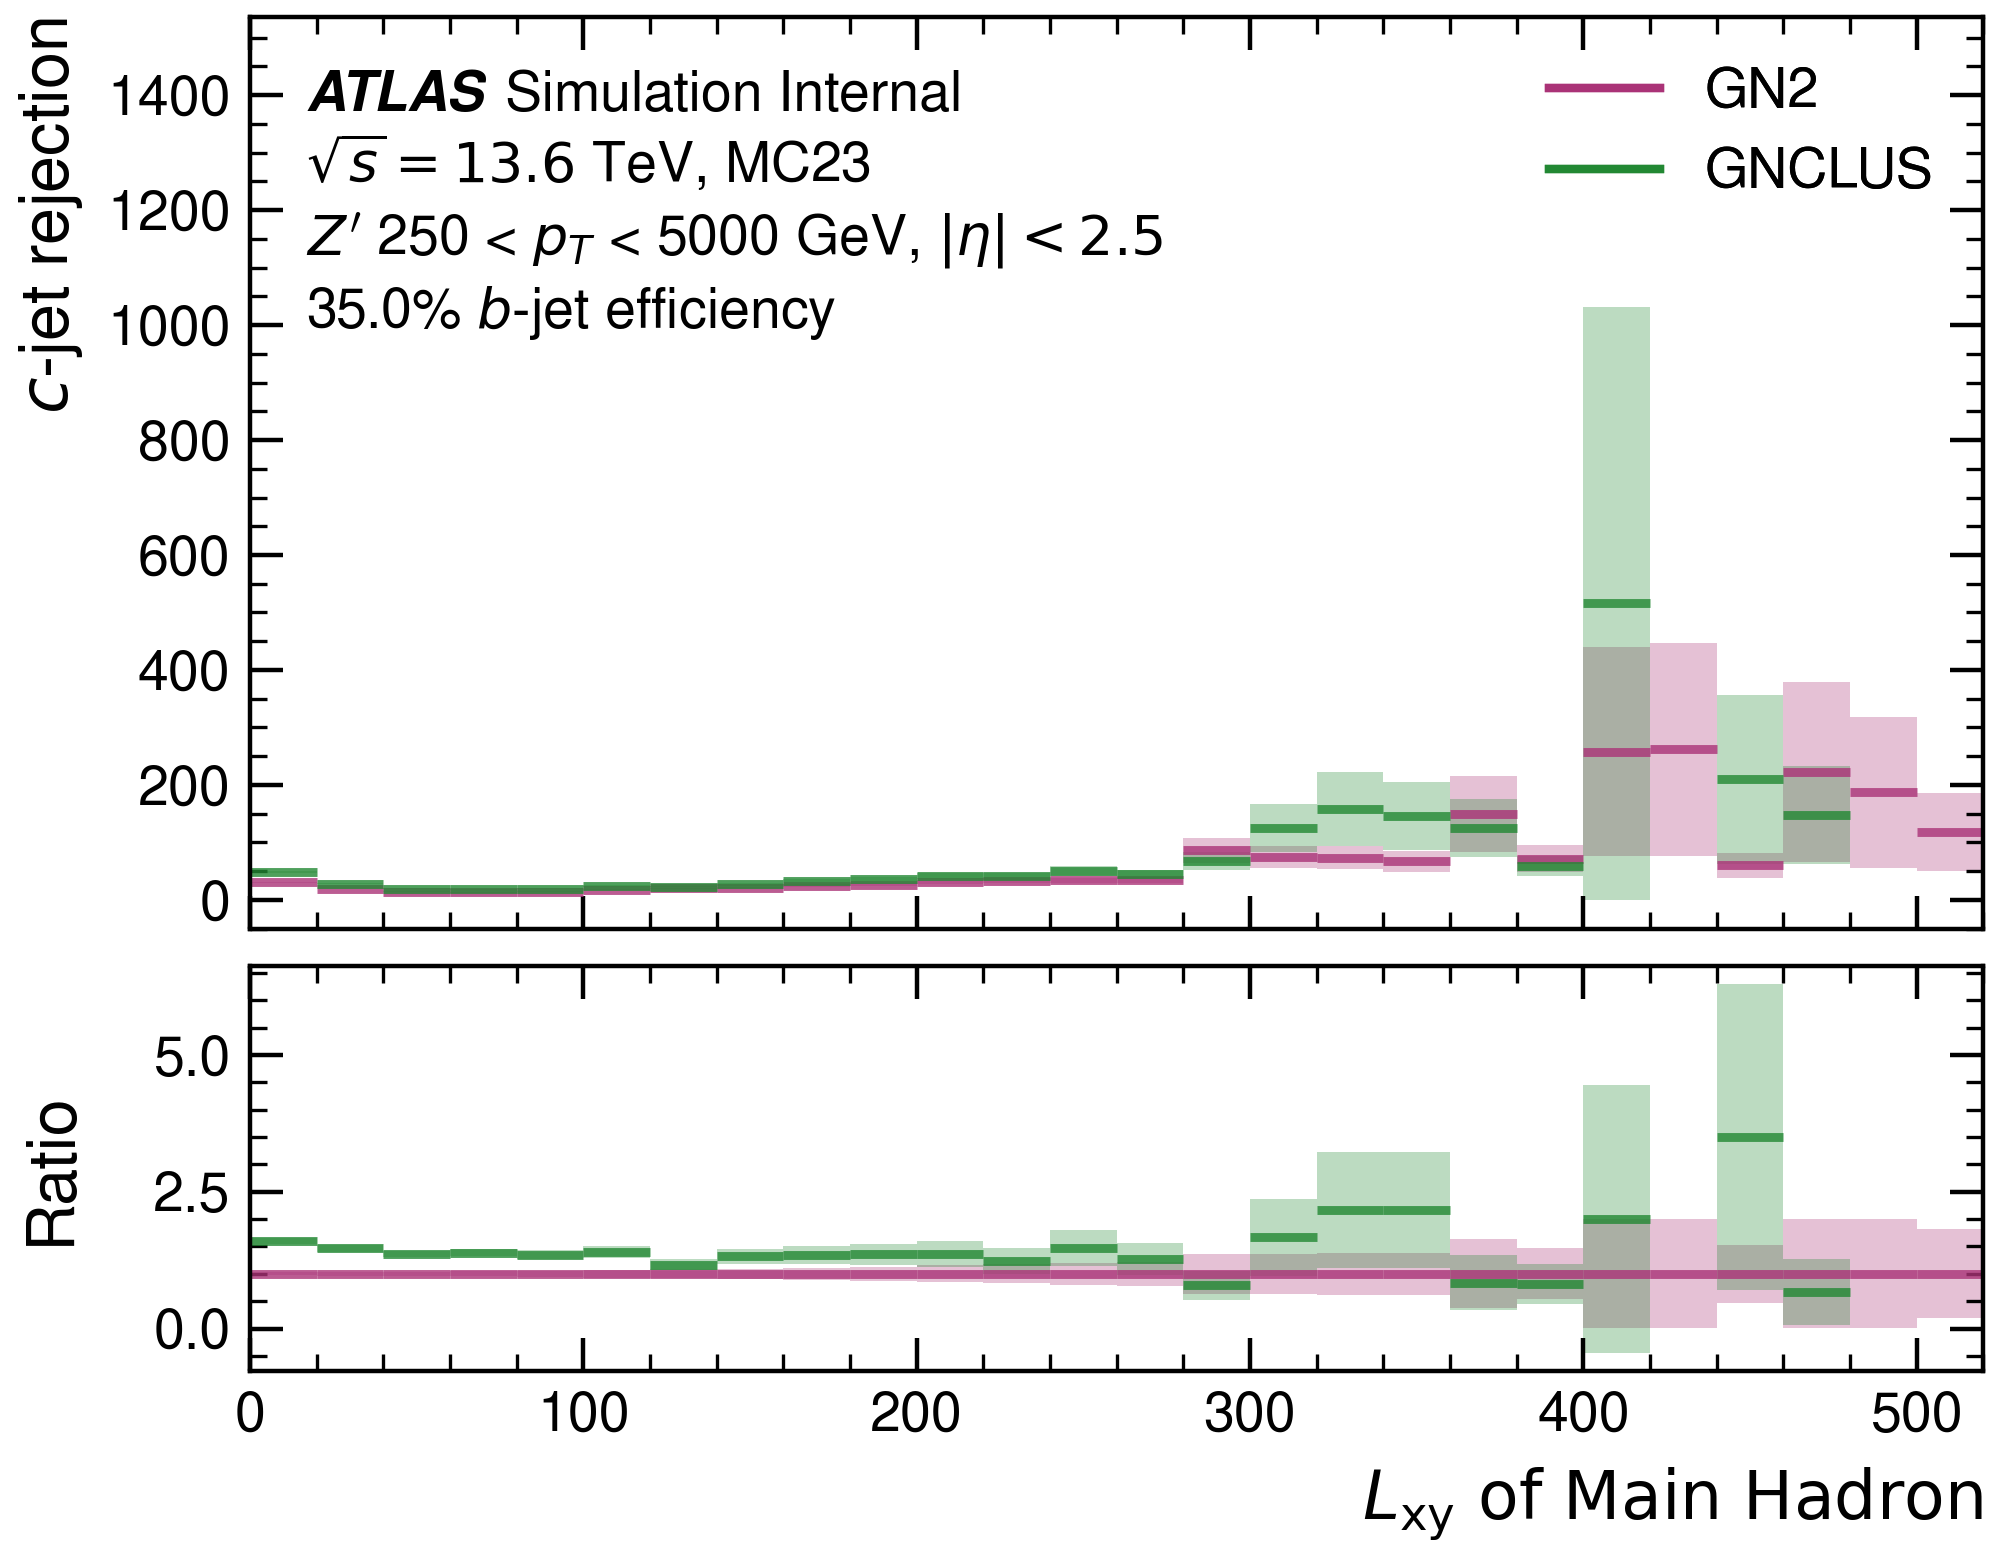 c-jet rejection
1400
1200
1000
800
600
400
200
0
ATLAS Simulation Internal
√s = 13.6 TeV, MC23
Z′ 250 < pT < 5000 GeV, |η| < 2.5
35.0% b-jet efficiency
GN2
GNCLUS
Ratio
5.0
2.5
0.0
0 100 200 300 400 500
Lxy of Main Hadron